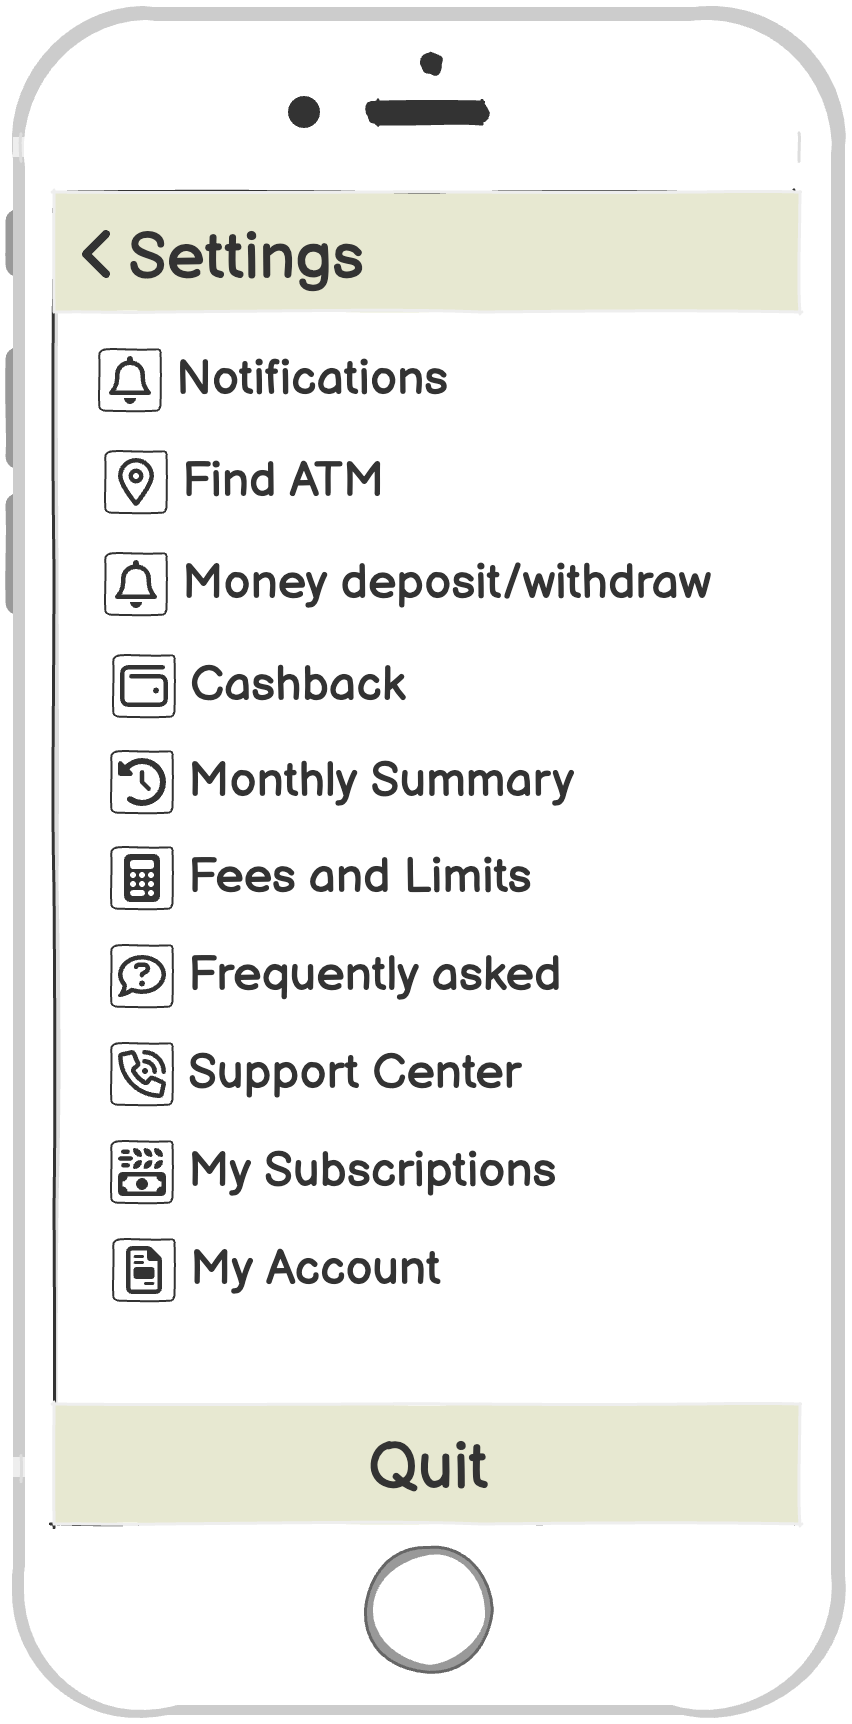 Settings
Notifications
Find ATM
Money deposit/withdraw
Cashback
Monthly Summary
Fees and Limits
Frequently asked
Support Center
My Subscriptions
My Account
Quit